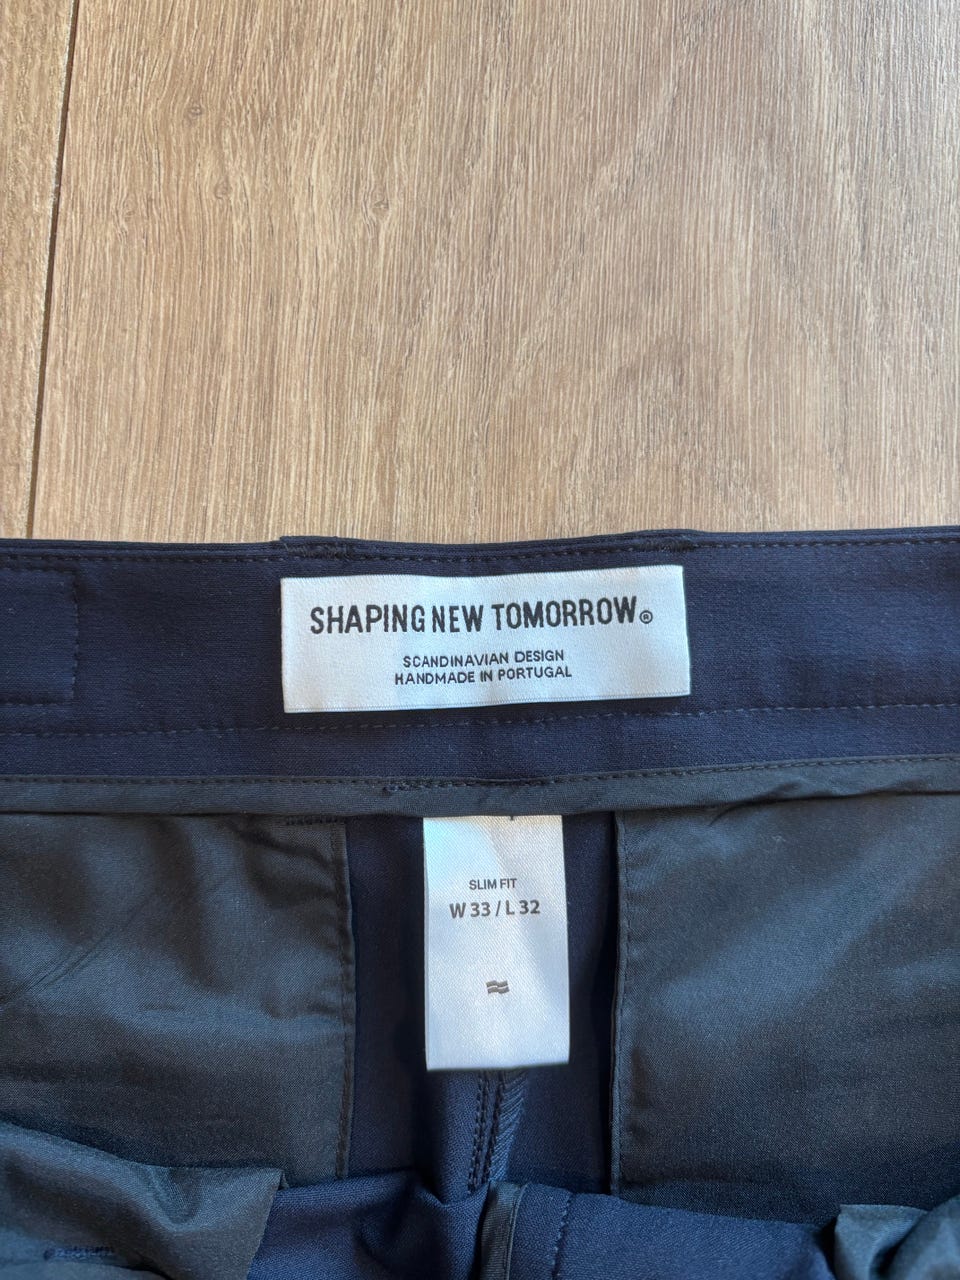 SHAPING NEW TOMORROW®
SCANDINAVIAN DESIGN
HANDMADE IN PORTUGAL
SLIM FIT
W 33 / L 32